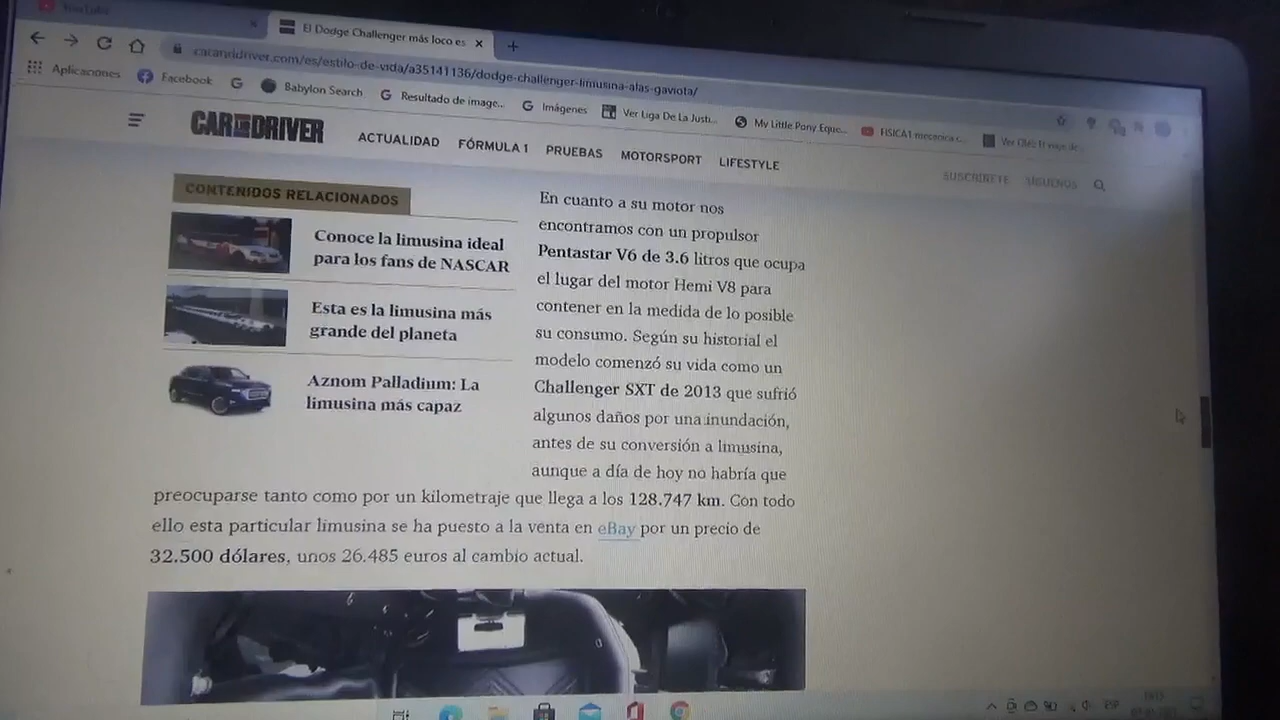 YouTube
El Dodge Challenger más loco es
caranddriver.com/es/estilo-de-vida/a35141136/dodge-challenger-limusina-alas-gaviota/
Aplicaciones
Facebook
Babylon Search
Resultado de image...
Imágenes
Ver Liga De La Justi...
My Little Pony Eque...
FISICA1 mecanica c...
CAR AND DRIVER
ACTUALIDAD
FÓRMULA 1
PRUEBAS
MOTORSPORT
LIFESTYLE
SUSCRÍBETE
SÍGUENOS
CONTENIDOS RELACIONADOS
Conoce la limusina ideal
para los fans de NASCAR
Esta es la limusina más
grande del planeta
Aznom Palladium: La
limusina más capaz
En cuanto a su motor nos
encontramos con un propulsor
Pentastar V6 de 3.6 litros que ocupa
el lugar del motor Hemi V8 para
contener en la medida de lo posible
su consumo. Según su historial el
modelo comenzó su vida como un
Challenger SXT de 2013 que sufrió
algunos daños por una inundación,
antes de su conversión a limusina,
aunque a día de hoy no habría que
preocuparse tanto como por un kilometraje que llega a los 128.747 km. Con todo
ello esta particular limusina se ha puesto a la venta en eBay por un precio de
32.500 dólares, unos 26.485 euros al cambio actual.
ESP